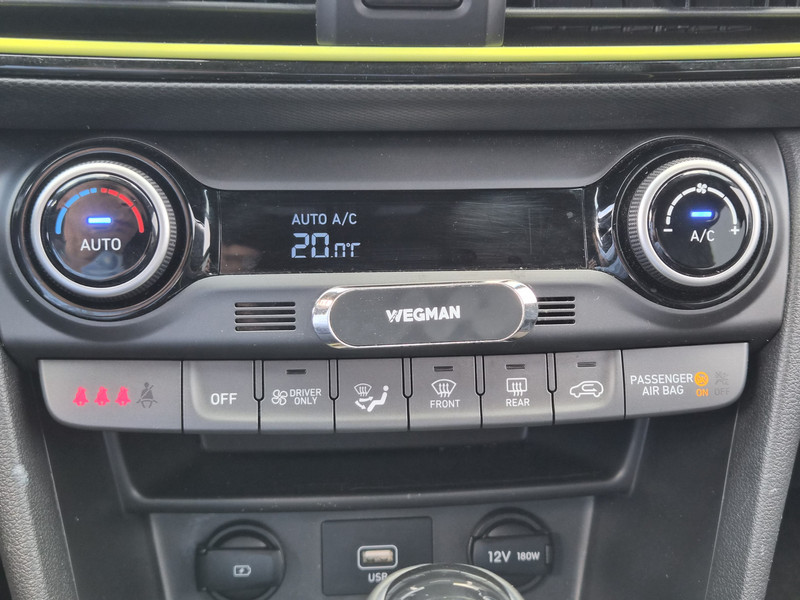 AUTO A/C
20.0°C
AUTO
A/C
WEGMAN
OFF
DRIVER
ONLY
FRONT
REAR
PASSENGER
AIR BAG
ON
OFF
USB
12V 180W